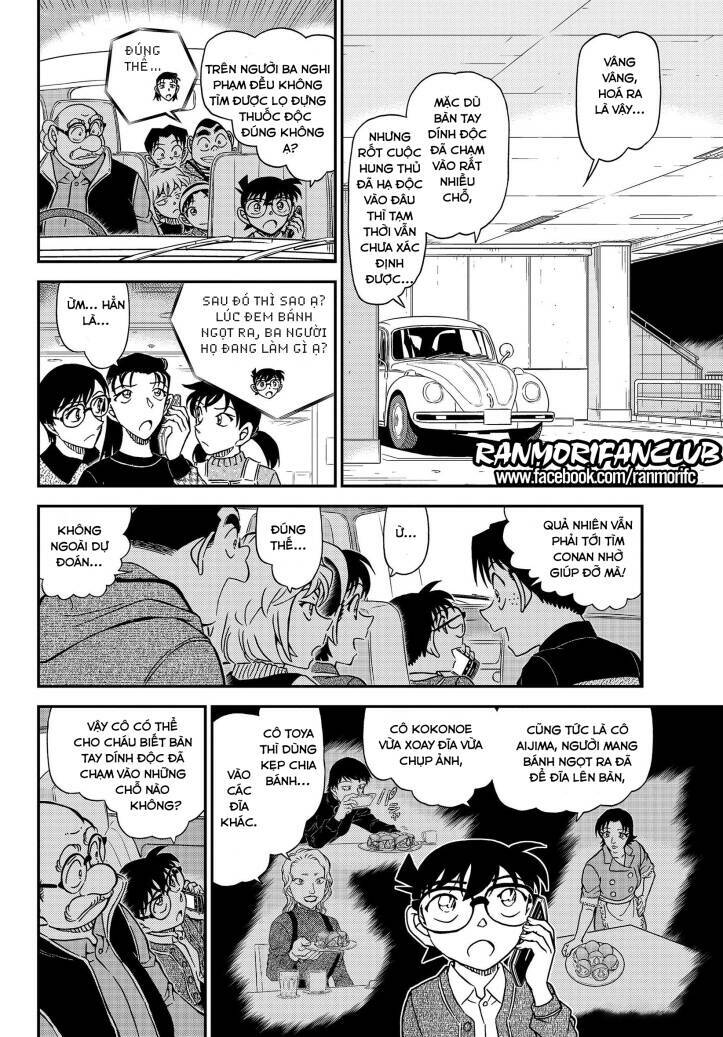 VÂNG
VÂNG,
HOÁ RA
LÀ VẬY...
MẶC DÙ
BÀN TAY
DÍNH ĐỘC
ĐÃ CHẠM
VÀO RẤT
NHIỀU
CHỖ,
NHƯNG
RỐT CUỘC
HUNG THỦ
ĐÃ HẠ ĐỘC
VÀO ĐÂU
THÌ TẠM
THỜI VẪN
CHƯA XÁC
ĐỊNH
ĐƯỢC...
TRÊN NGƯỜI BA NGHI
PHẠM ĐỀU KHÔNG
TÌM ĐƯỢC LỌ ĐỰNG
THUỐC ĐỘC
ĐÚNG KHÔNG
Ạ?
ĐÚNG
THẾ ...
SAU ĐÓ THÌ SAO Ạ?
LÚC ĐEM BÁNH
NGỌT RA, BA NGƯỜI
HỌ ĐANG LÀM GÌ Ạ?
ỪM... HẲN
LÀ...
RANMORIFANCLUB
www.facebook.com/ranmorifc
QUẢ NHIÊN VẪN
PHẢI TỚI TÌM
CONAN NHỜ
GIÚP ĐỠ MÀ!
Ừ...
ĐÚNG
THẾ...
KHÔNG
NGOÀI DỰ
ĐOÁN...
CŨNG TỨC LÀ CÔ
AIJIMA, NGƯỜI MANG
BÁNH NGỌT RA ĐÃ
ĐỂ ĐĨA LÊN BÀN,
CÔ KOKONOE
VỪA XOAY ĐĨA VỪA
CHỤP ẢNH,
CÔ TOYA
THÌ DÙNG
KẸP CHIA
BÁNH...
VÀO
CÁC
ĐĨA
KHÁC.
VẬY CÔ CÓ THỂ
CHO CHÁU BIẾT BÀN
TAY DÍNH ĐỘC ĐÃ
CHẠM VÀO NHỮNG
CHỖ NÀO
KHÔNG?